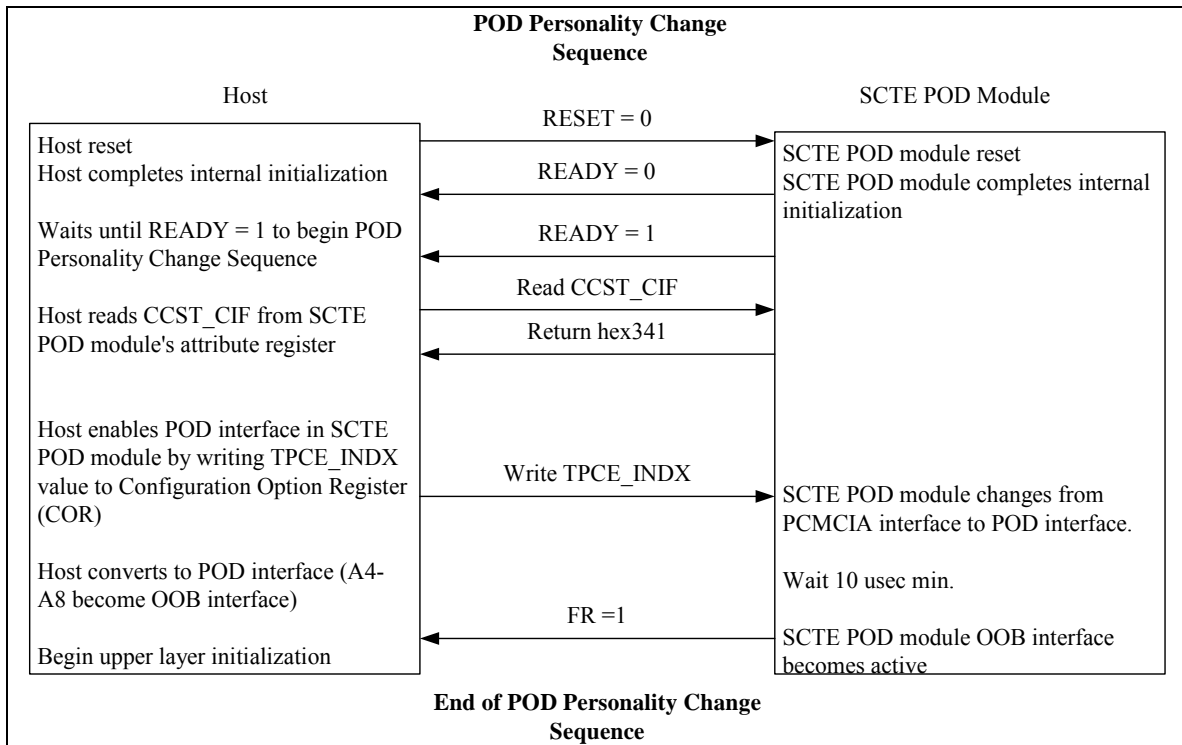 POD Personality Change
Sequence
Host
SCTE POD Module
RESET = 0
Host reset
Host completes internal initialization
SCTE POD module reset
SCTE POD module completes internal
initialization
READY = 0
Waits until READY = 1 to begin POD
Personality Change Sequence
READY = 1
Read CCST_CIF
Host reads CCST_CIF from SCTE
POD module's attribute register
Return hex341
Host enables POD interface in SCTE
POD module by writing TPCE_INDX
value to Configuration Option Register
(COR)
Write TPCE_INDX
SCTE POD module changes from
PCMCIA interface to POD interface.
Host converts to POD interface (A4-
A8 become OOB interface)
Wait 10 usec min.
FR =1
Begin upper layer initialization
SCTE POD module OOB interface
becomes active
End of POD Personality Change
Sequence